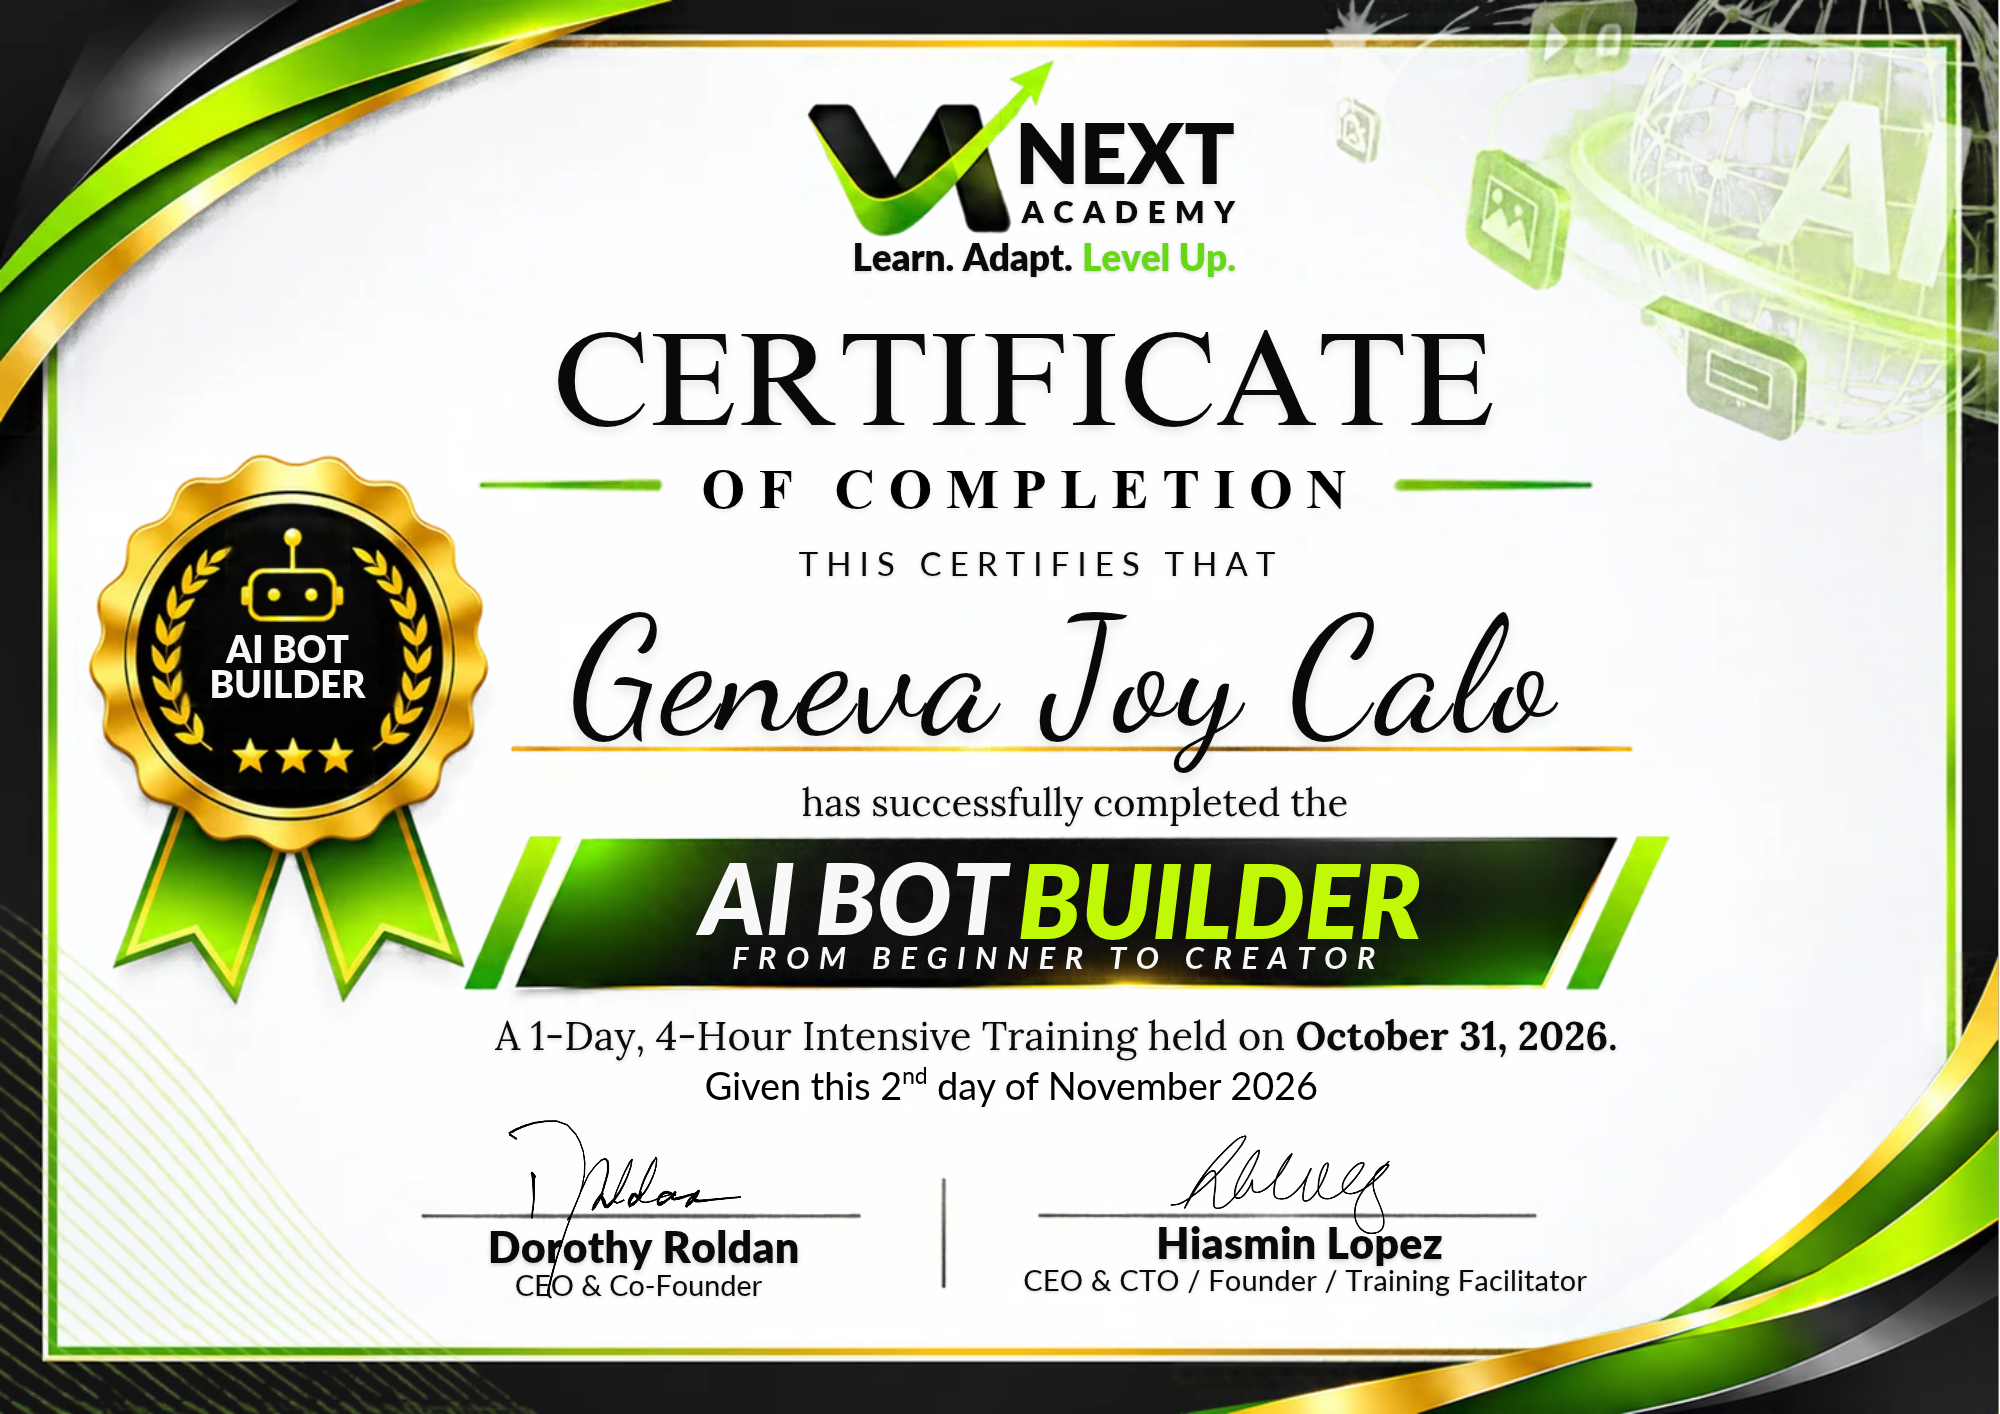 VA NEXT
ACADEMY
Learn. Adapt. Level Up.
AI
CERTIFICATE
OF COMPLETION
THIS CERTIFIES THAT
AI BOT
BUILDER
Geneva Joy Calo
has successfully completed the
AI BOT BUILDER
FROM BEGINNER TO CREATOR
A 1-Day, 4-Hour Intensive Training held on October 31, 2026.
Given this 2nd day of November 2026
Dorothy Roldan
CEO & Co-Founder
Hiasmin Lopez
CEO & CTO / Founder / Training Facilitator